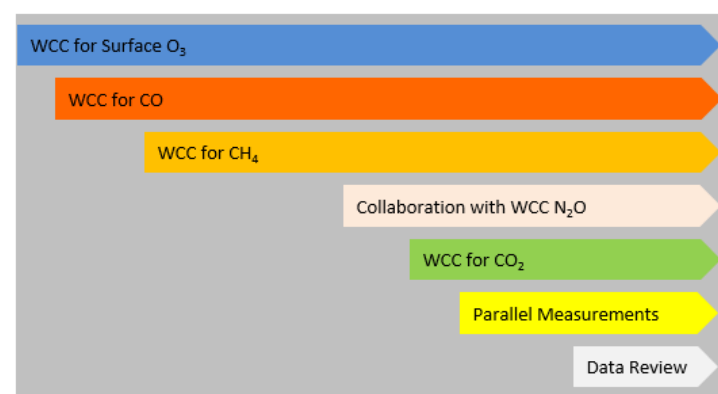 WCC for Surface O₃
WCC for CO
WCC for CH₄
Collaboration with WCC N₂O
WCC for CO₂
Parallel Measurements
Data Review